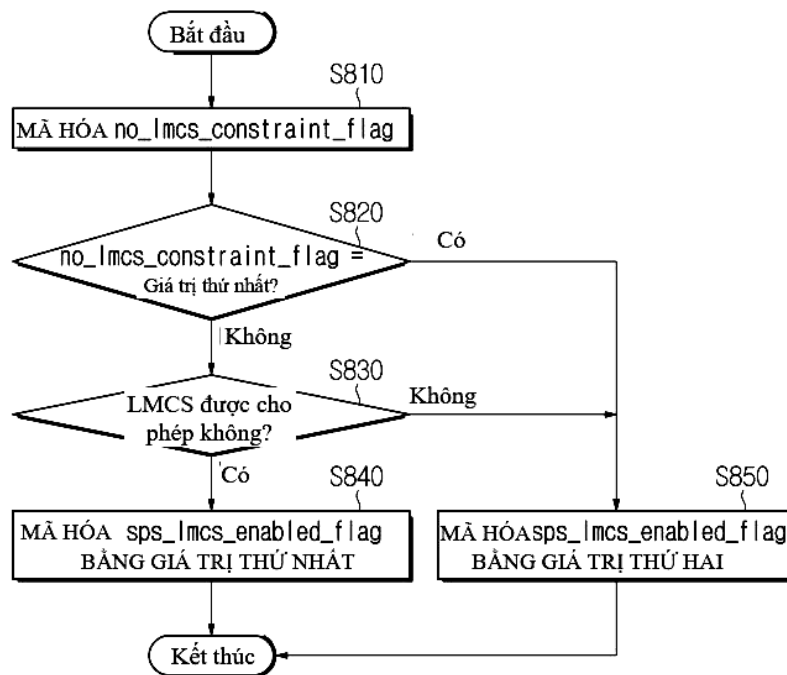 Bắt đầu
S810
MÃ HÓA no_lmcs_constraint_flag
S820
no_lmcs_constraint_flag =
Giá trị thứ nhất?
Có
Không
S830
LMCS được cho
phép không?
Không
Có
S840
MÃ HÓA sps_lmcs_enabled_flag
BẰNG GIÁ TRỊ THỨ NHẤT
S850
MÃ HÓAsps_lmcs_enabled_flag
BẰNG GIÁ TRỊ THỨ HAI
Kết thúc